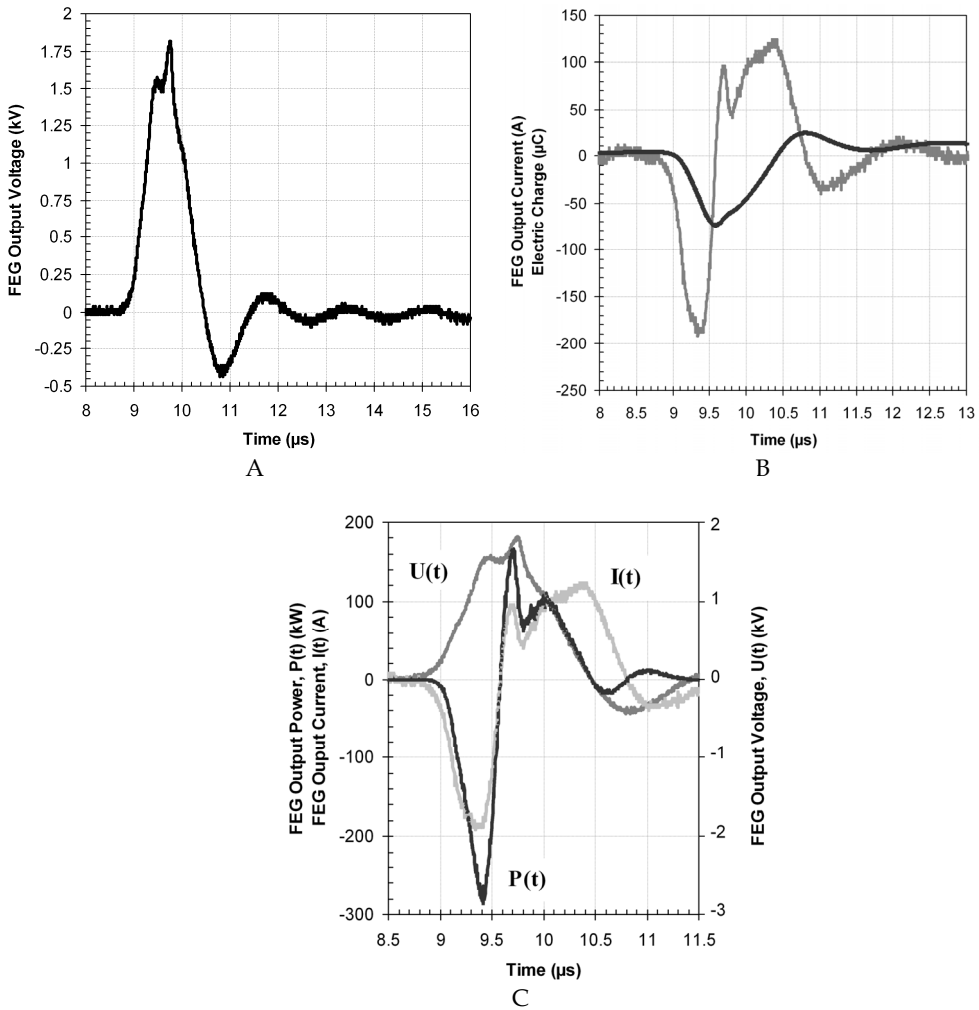 FEG Output Voltage (kV)
2
1.75
1.5
1.25
1
0.75
0.5
0.25
0
-0.25
-0.5
8 9 10 11 12 13 14 15 16
Time (µs)
A
FEG Output Current (A)
Electric Charge (µC)
150
100
50
0
-50
-100
-150
-200
-250
8 8.5 9 9.5 10 10.5 11 11.5 12 12.5 13
Time (µs)
B
FEG Output Power, P(t) (kW)
FEG Ouput Current, I(t) (A)
200
100
0
-100
-200
-300
U(t)
I(t)
P(t)
2
1
0
-1
-2
-3
FEG Output Voltage, U(t) (kV)
8.5 9 9.5 10 10.5 11 11.5
Time (µs)
C